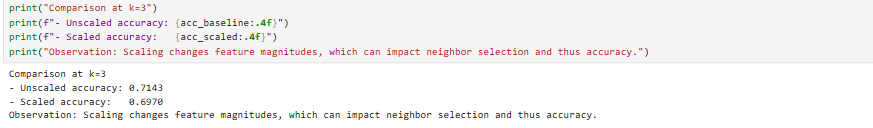 print("Comparison at k=3")
print(f"- Unscaled accuracy: {acc_baseline:.4f}")
print(f"- Scaled accuracy:   {acc_scaled:.4f}")
print("Observation: Scaling changes feature magnitudes, which can impact neighbor selection and thus accuracy.")
Comparison at k=3
- Unscaled accuracy: 0.7143
- Scaled accuracy:   0.6970
Observation: Scaling changes feature magnitudes, which can impact neighbor selection and thus accuracy.